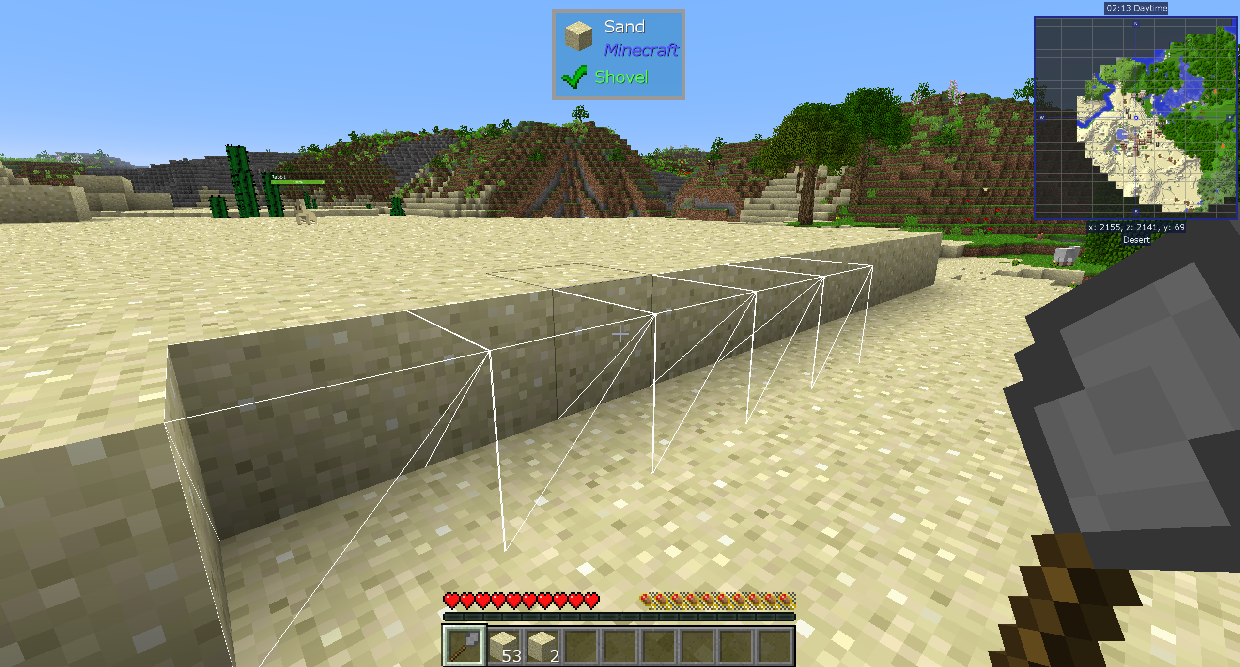 Sand
Minecraft
Shovel
02:13 Daytime
x: 2155, z: 2141, y: 69
Desert
53
2